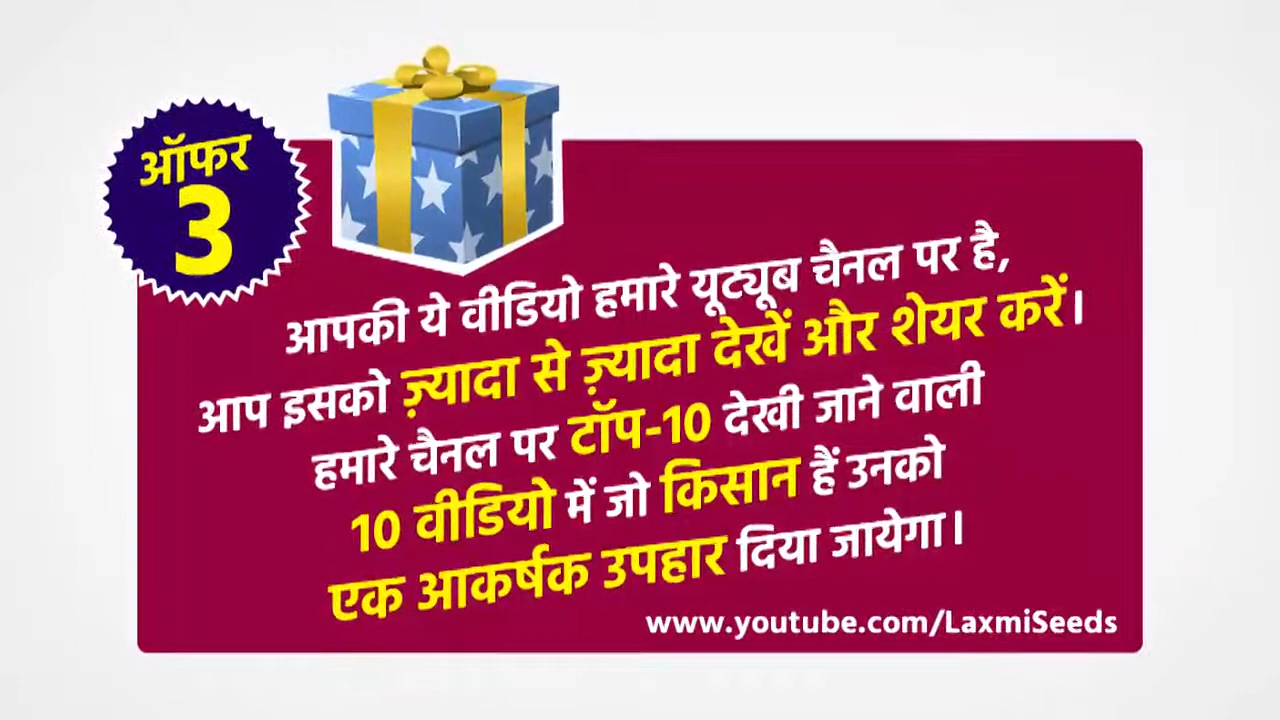 ऑफर
3
आपकी ये वीडियो हमारे यूट्यूब चैनल पर है,
आप इसको ज़्यादा से ज़्यादा देखें और शेयर करें।
हमारे चैनल पर टॉप-10 देखी जाने वाली
10 वीडियो में जो किसान हैं उनको
एक आकर्षक उपहार दिया जायेगा।
www.youtube.com/LaxmiSeeds